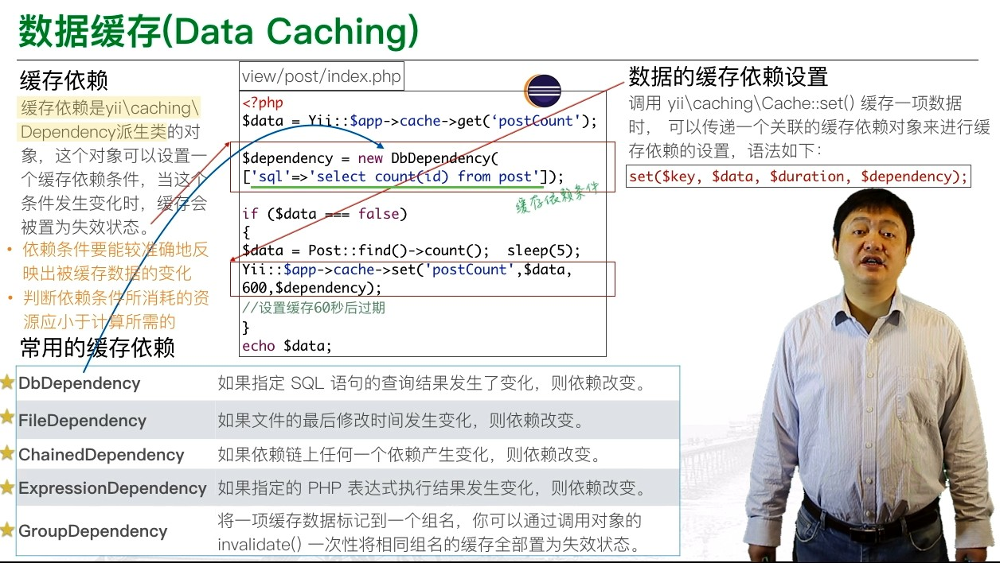 数据缓存(Data Caching)
缓存依赖
缓存依赖是yii\caching\
Dependency派生类的对
象，这个对象可以设置一
个缓存依赖条件，当这个
条件发生变化时，缓存会
被置为失效状态。
• 依赖条件要能较准确地反
映出被缓存数据的变化
• 判断依赖条件所消耗的资
源应小于计算所需的
view/post/index.php
<?php
$data = Yii::$app->cache->get(‘postCount');
$dependency = new DbDependency(
['sql'=>'select count(id) from post']);
缓存依赖条件
if ($data === false)
{
$data = Post::find()->count();  sleep(5);
Yii::$app->cache->set('postCount',$data,
600,$dependency);
//设置缓存60秒后过期
}
echo $data;
数据的缓存依赖设置
调用 yii\caching\Cache::set() 缓存一项数据
时， 可以传递一个关联的缓存依赖对象来进行缓
存依赖的设置，语法如下：
set($key, $data, $duration, $dependency);
常用的缓存依赖
DbDependency 如果指定 SQL 语句的查询结果发生了变化，则依赖改变。
FileDependency 如果文件的最后修改时间发生变化，则依赖改变。
ChainedDependency 如果依赖链上任何一个依赖产生变化，则依赖改变。
ExpressionDependency 如果指定的 PHP 表达式执行结果发生变化，则依赖改变。
GroupDependency 将一项缓存数据标记到一个组名，你可以通过调用对象的
invalidate() 一次性将相同组名的缓存全部置为失效状态。